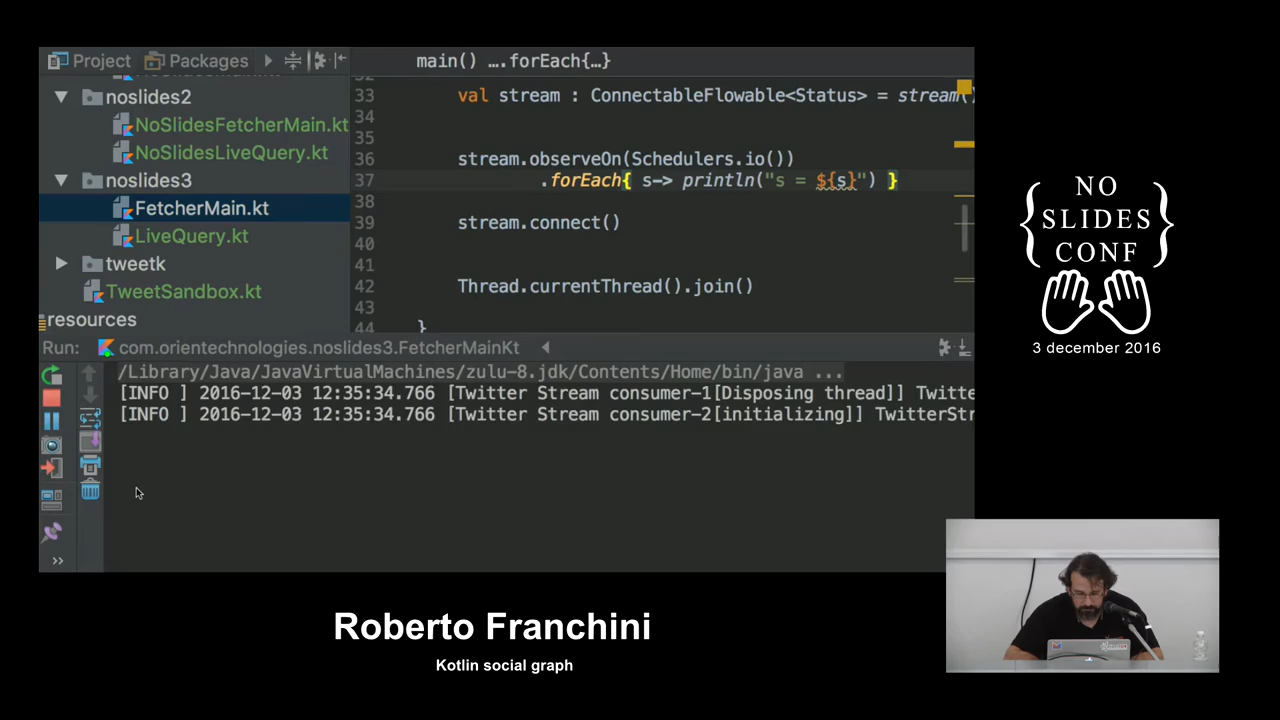 Project Packages
main() ….forEach{…}
noslides2
NoSlidesFetcherMain.kt
NoSlidesLiveQuery.kt
noslides3
FetcherMain.kt
LiveQuery.kt
tweetk
TweetSandbox.kt
resources
33 val stream : ConnectableFlowable<Status> = stream()
34
35
36 stream.observeOn(Schedulers.io())
37 .forEach{ s-> println("s = ${s}") }
38
39 stream.connect()
40
41
42 Thread.currentThread().join()
43
44 }
Run: com.orientechnologies.noslides3.FetcherMainKt
/Library/Java/JavaVirtualMachines/zulu-8.jdk/Contents/Home/bin/java ...
[INFO ] 2016-12-03 12:35:34.766 [Twitter Stream consumer-1[Disposing thread]] Twitte
[INFO ] 2016-12-03 12:35:34.766 [Twitter Stream consumer-2[initializing]] TwitterStr
NO
SLIDES
CONF
3 december 2016
Roberto Franchini
Kotlin social graph